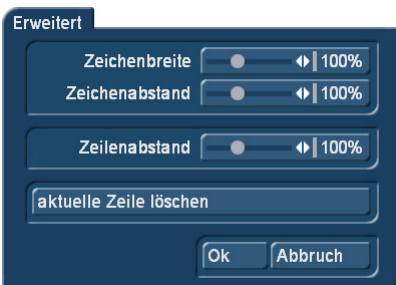 Erweitert
Zeichenbreite 100%
Zeichenabstand 100%
Zeilenabstand 100%
aktuelle Zeile löschen
Ok Abbruch